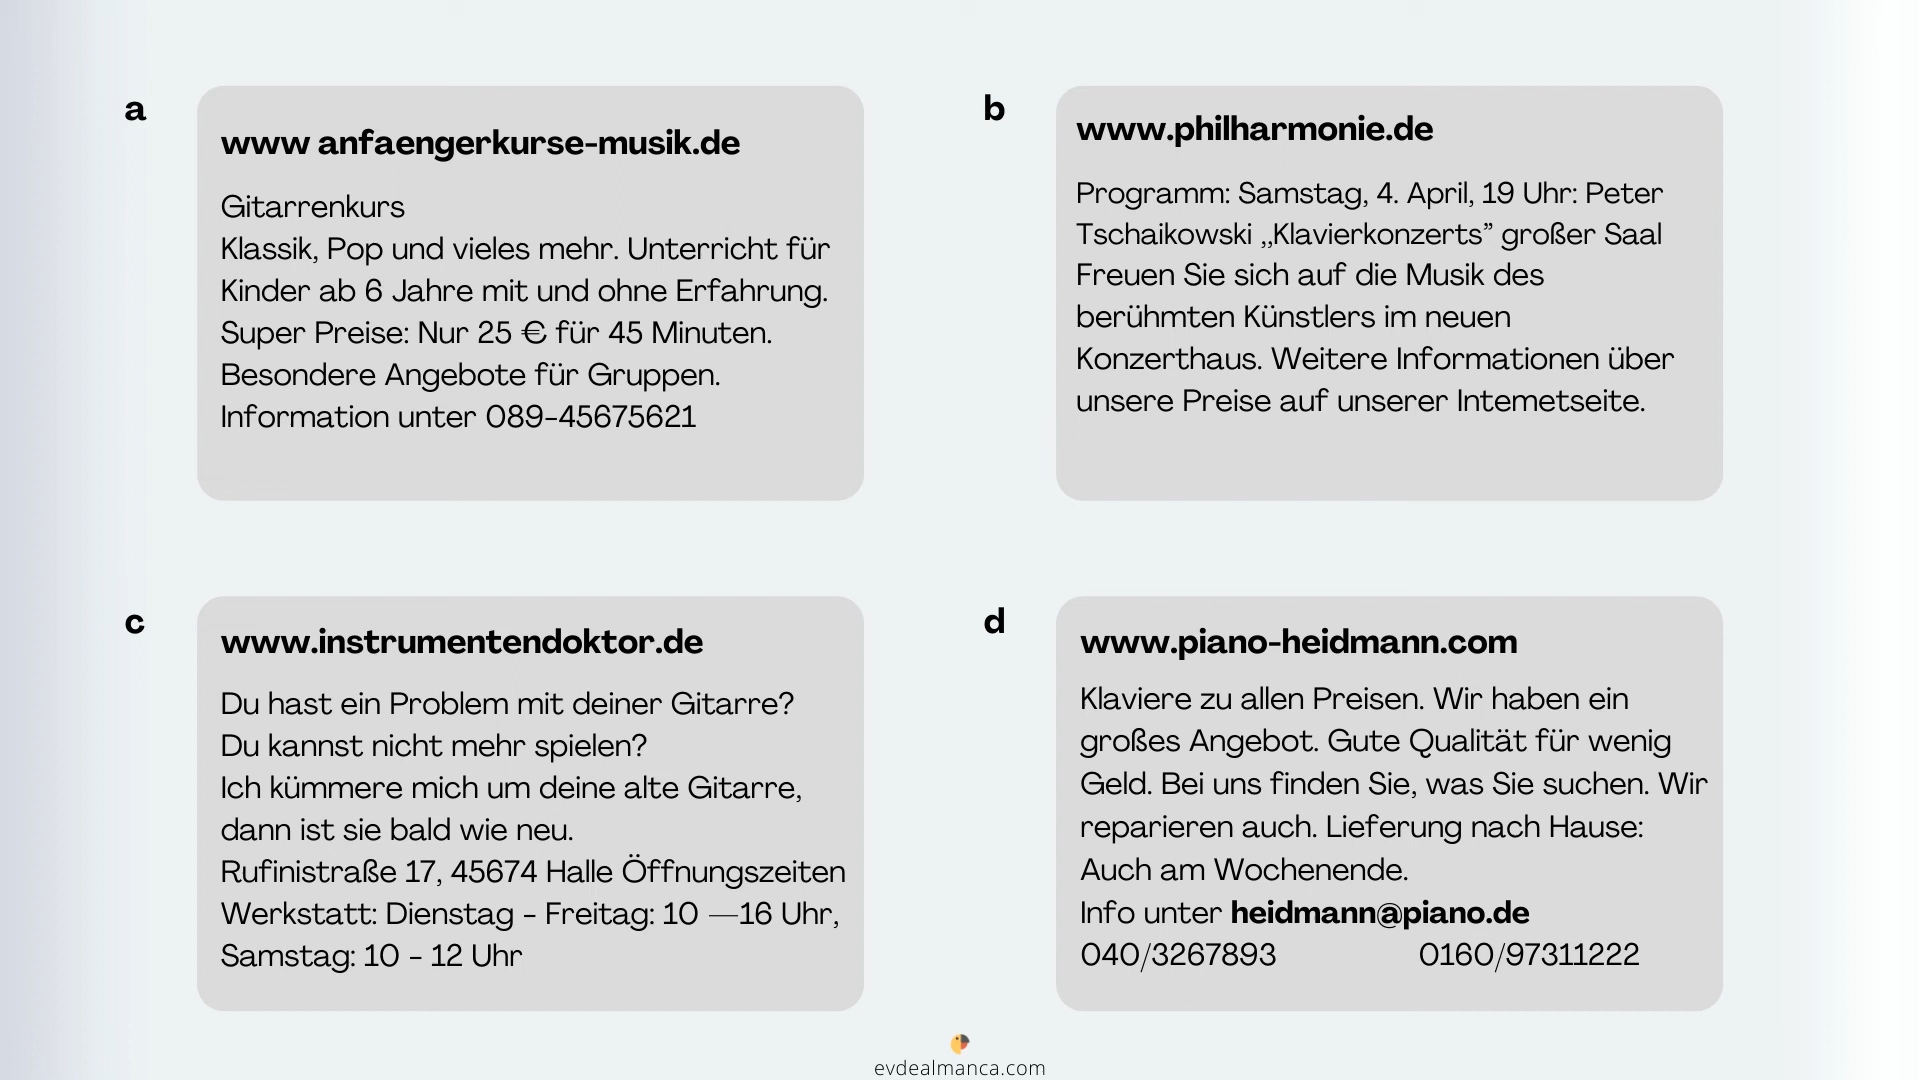 a
www anfaengerkurse-musik.de
Gitarrenkurs
Klassik, Pop und vieles mehr. Unterricht für
Kinder ab 6 Jahre mit und ohne Erfahrung.
Super Preise: Nur 25 € für 45 Minuten.
Besondere Angebote für Gruppen.
Information unter 089-45675621
b
www.philharmonie.de
Programm: Samstag, 4. April, 19 Uhr: Peter
Tschaikowski ,,Klavierkonzerts” großer Saal
Freuen Sie sich auf die Musik des
berühmten Künstlers im neuen
Konzerthaus. Weitere Informationen über
unsere Preise auf unserer Intemetseite.
c
www.instrumentendoktor.de
Du hast ein Problem mit deiner Gitarre?
Du kannst nicht mehr spielen?
Ich kümmere mich um deine alte Gitarre,
dann ist sie bald wie neu.
Rufinistraße 17, 45674 Halle Öffnungszeiten
Werkstatt: Dienstag - Freitag: 10 —16 Uhr,
Samstag: 10 - 12 Uhr
d
www.piano-heidmann.com
Klaviere zu allen Preisen. Wir haben ein
großes Angebot. Gute Qualität für wenig
Geld. Bei uns finden Sie, was Sie suchen. Wir
reparieren auch. Lieferung nach Hause:
Auch am Wochenende.
Info unter heidmann@piano.de
040/3267893 0160/97311222
evdealmanca.com